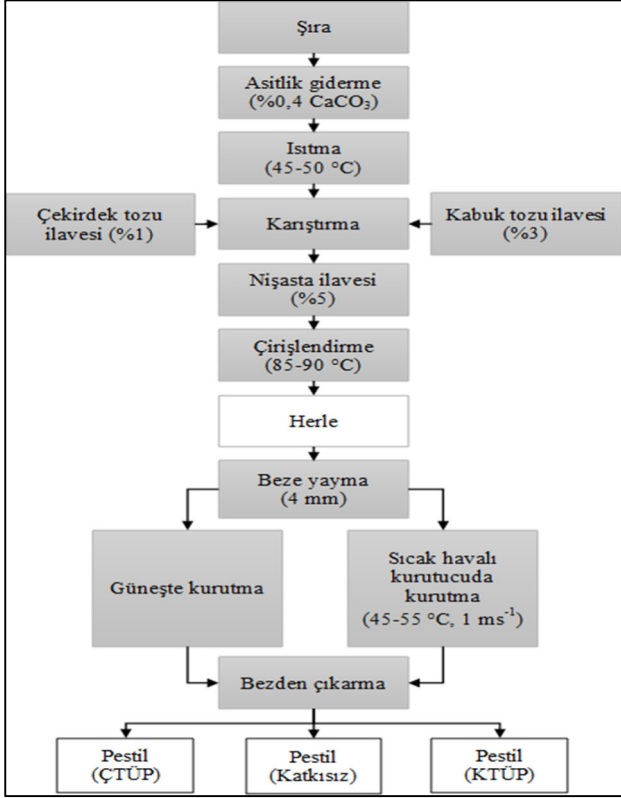 Şıra
Asitlik giderme
(%0,4 CaCO₃)
Isıtma
(45-50 °C)
Çekirdek tozu
ilavesi (%1)
Karıştırma
Kabuk tozu ilavesi
(%3)
Nişasta ilavesi
(%5)
Çirişlendirme
(85-90 °C)
Herle
Beze yayma
(4 mm)
Güneşte kurutma
Sıcak havalı
kurutucuda
kurutma
(45-55 °C, 1 ms⁻¹)
Bezden çıkarma
Pestil
(ÇTÜP)
Pestil
(Katkısız)
Pestil
(KTÜP)